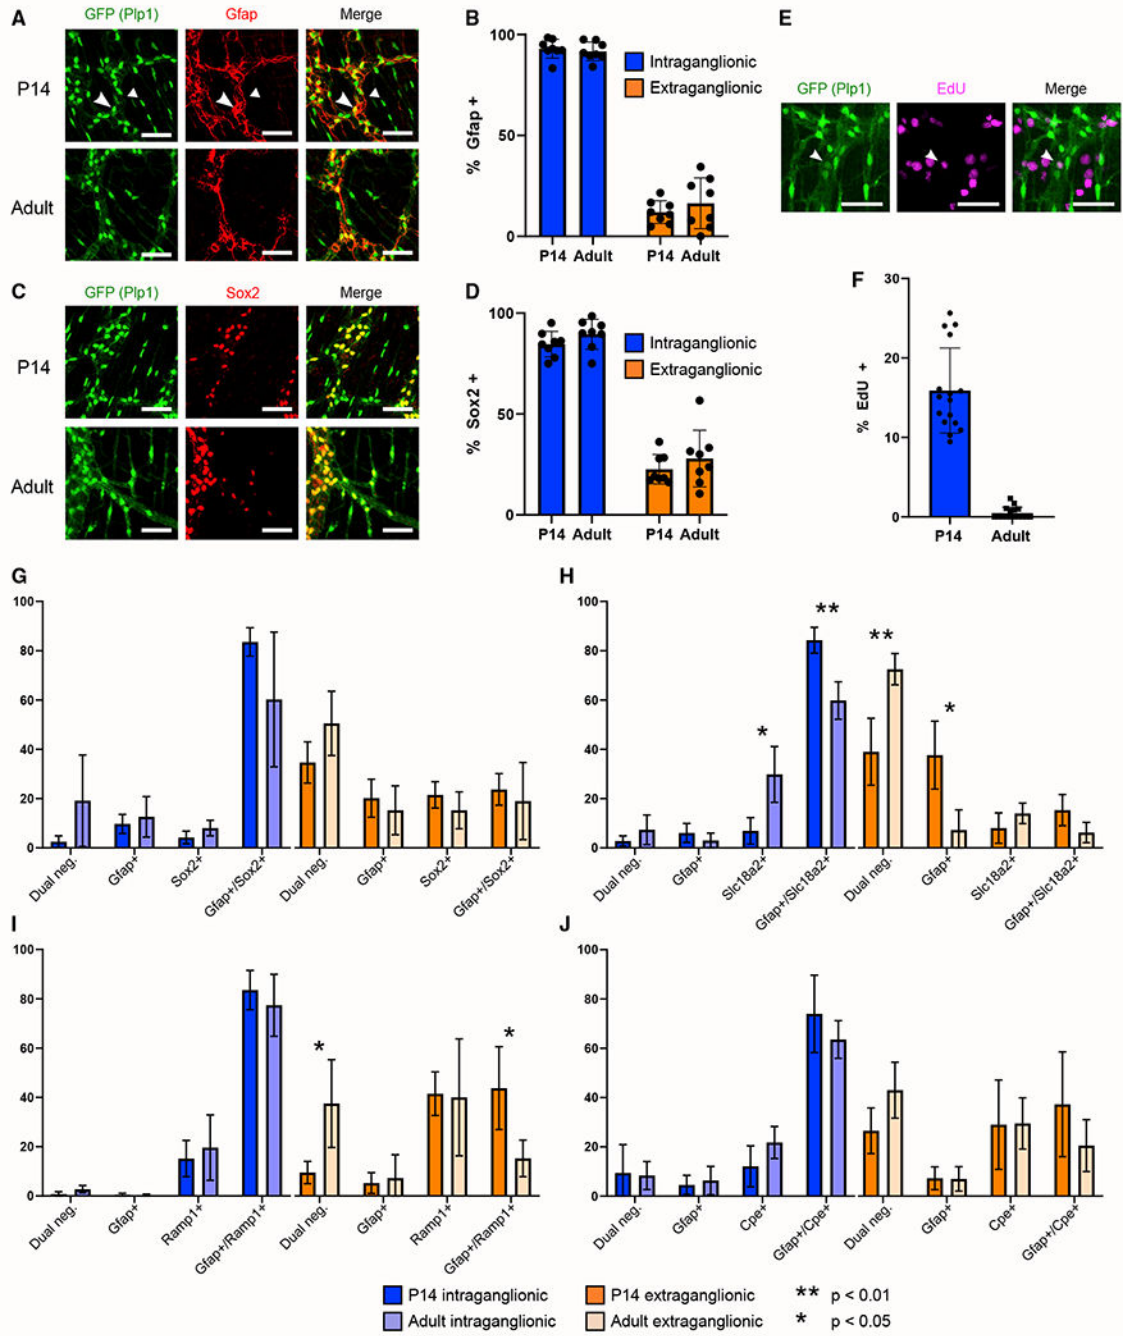 A
GFP (Plp1) Gfap Merge
P14
Adult
B
100
50
0
% Gfap +
P14 Adult P14 Adult
Intraganglionic
Extraganglionic
E
GFP (Plp1) EdU Merge
C
GFP (Plp1) Sox2 Merge
P14
Adult
D
100
50
0
% Sox2 +
P14 Adult P14 Adult
Intraganglionic
Extraganglionic
F
30
20
10
0
% EdU +
P14 Adult
G
100
80
60
40
20
0
Dual neg. Gfap+ Sox2+ Gfap+/Sox2+ Dual neg. Gfap+ Sox2+ Gfap+/Sox2+
H
100
80
60
40
20
0
* ** ** *
Dual neg. Gfap+ Slc18a2+ Gfap+/Slc18a2+ Dual neg. Gfap+ Slc18a2+ Gfap+/Slc18a2+
I
100
80
60
40
20
0
* *
Dual neg. Gfap+ Ramp1+ Gfap+/Ramp1+ Dual neg. Gfap+ Ramp1+ Gfap+/Ramp1+
J
100
80
60
40
20
0
Dual neg. Gfap+ Cpe+ Gfap+/Cpe+ Dual neg. Gfap+ Cpe+ Gfap+/Cpe+
P14 intraganglionic P14 extraganglionic ** p < 0.01
Adult intraganglionic Adult extraganglionic * p < 0.05